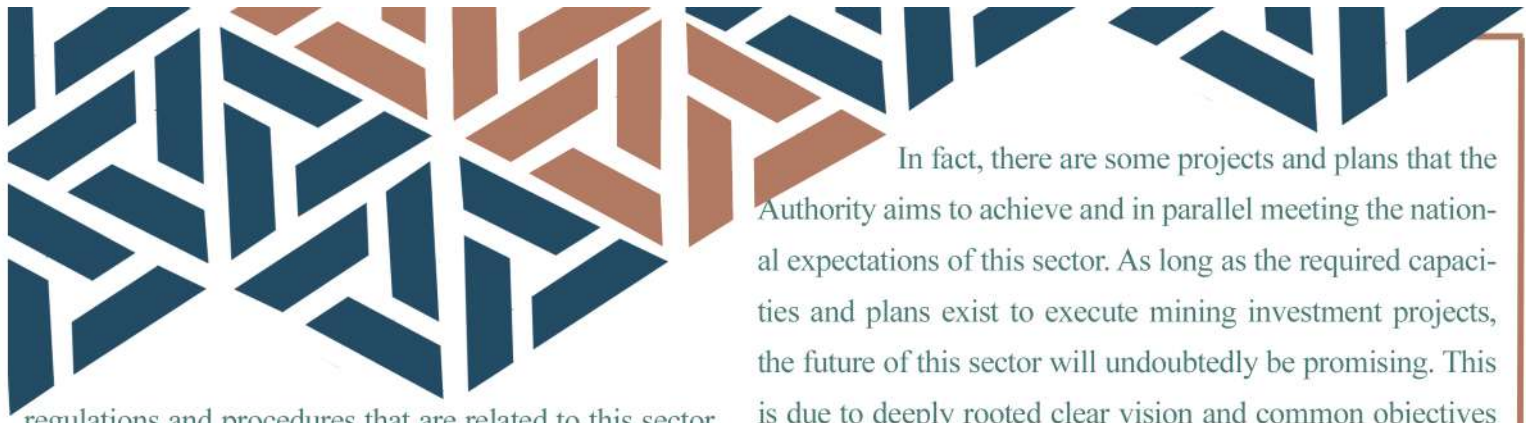 regulations and procedures that are related to this sector
In fact, there are some projects and plans that the
Authority aims to achieve and in parallel meeting the nation-
al expectations of this sector. As long as the required capaci-
ties and plans exist to execute mining investment projects,
the future of this sector will undoubtedly be promising. This
is due to deeply rooted clear vision and common objectives